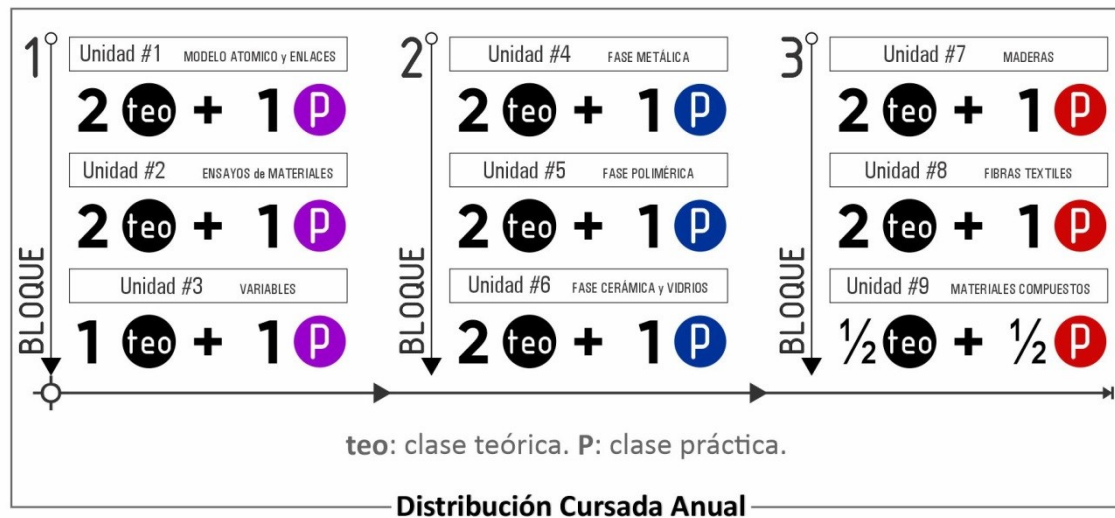 1
BLOQUE
Unidad #1 MODELO ATOMICO y ENLACES
2 teo + 1 P
Unidad #2 ENSAYOS de MATERIALES
2 teo + 1 P
Unidad #3 VARIABLES
1 teo + 1 P
2
BLOQUE
Unidad #4 FASE METÁLICA
2 teo + 1 P
Unidad #5 FASE POLIMÉRICA
2 teo + 1 P
Unidad #6 FASE CERÁMICA y VIDRIOS
2 teo + 1 P
3
BLOQUE
Unidad #7 MADERAS
2 teo + 1 P
Unidad #8 FIBRAS TEXTILES
2 teo + 1 P
Unidad #9 MATERIALES COMPUESTOS
½ teo + ½ P
teo: clase teórica. P: clase práctica.
Distribución Cursada Anual